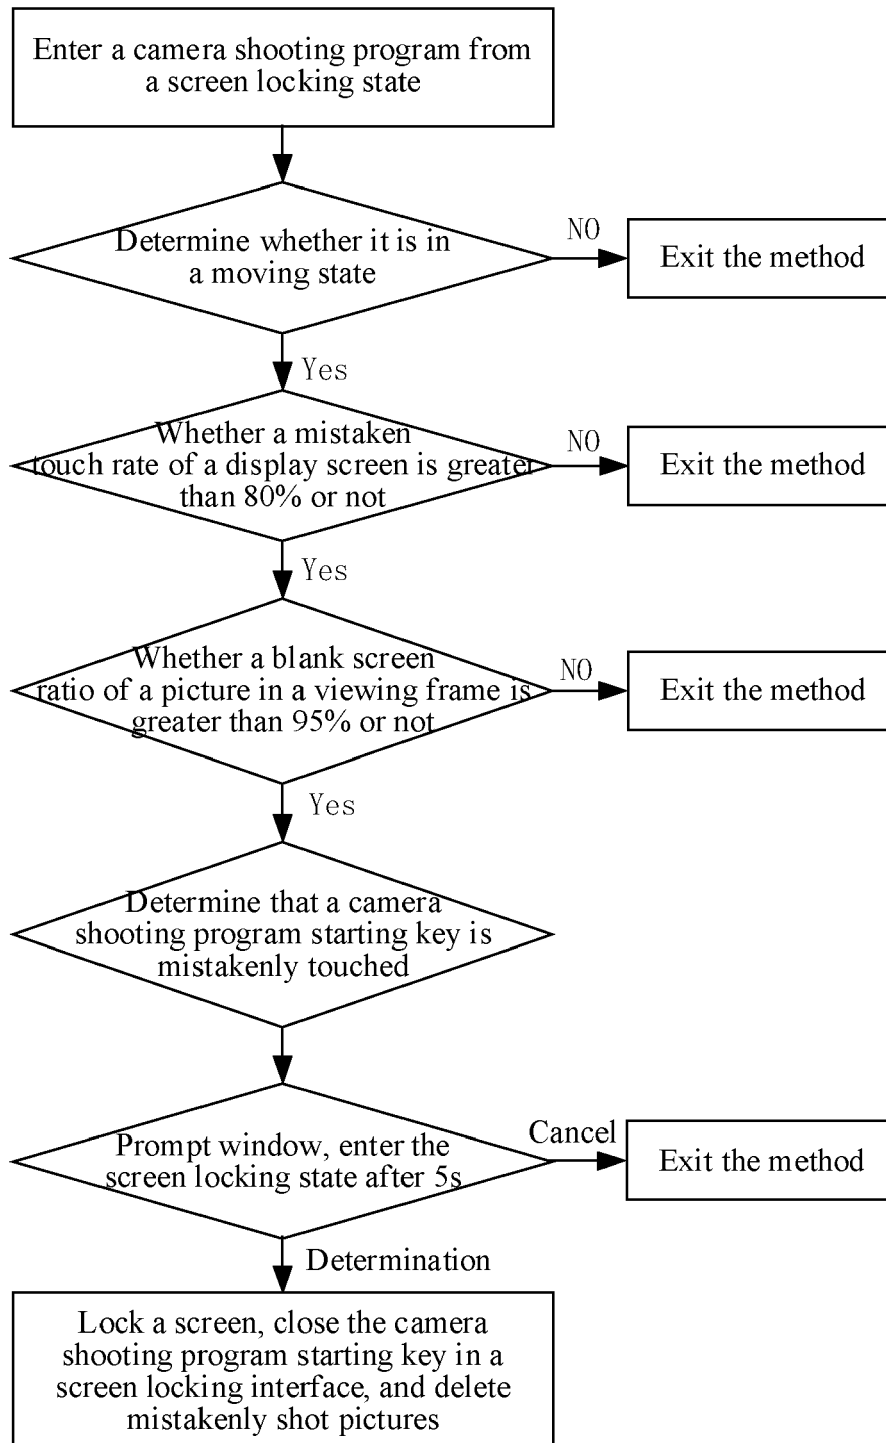 Enter a camera shooting program from
a screen locking state
Determine whether it is in
a moving state
NO
Exit the method
Yes
Whether a mistaken
touch rate of a display screen is greater
than 80% or not
NO
Exit the method
Yes
Whether a blank screen
ratio of a picture in a viewing frame is
greater than 95% or not
NO
Exit the method
Yes
Determine that a camera
shooting program starting key is
mistakenly touched
Prompt window, enter the
screen locking state after 5s
Cancel
Exit the method
Determination
Lock a screen, close the camera
shooting program starting key in a
screen locking interface, and delete
mistakenly shot pictures